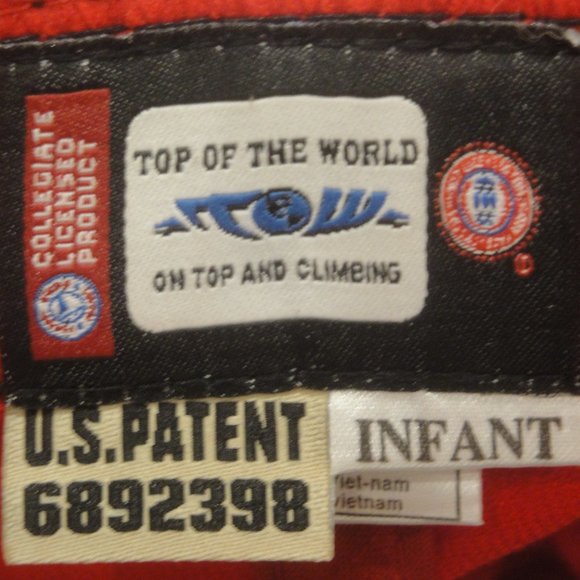 COLLEGIATE
LICENSED
PRODUCT
TOP OF THE WORLD
TOW
ON TOP AND CLIMBING
U.S. PATENT
6892398
INFANT
Viet-nam
Vietnam